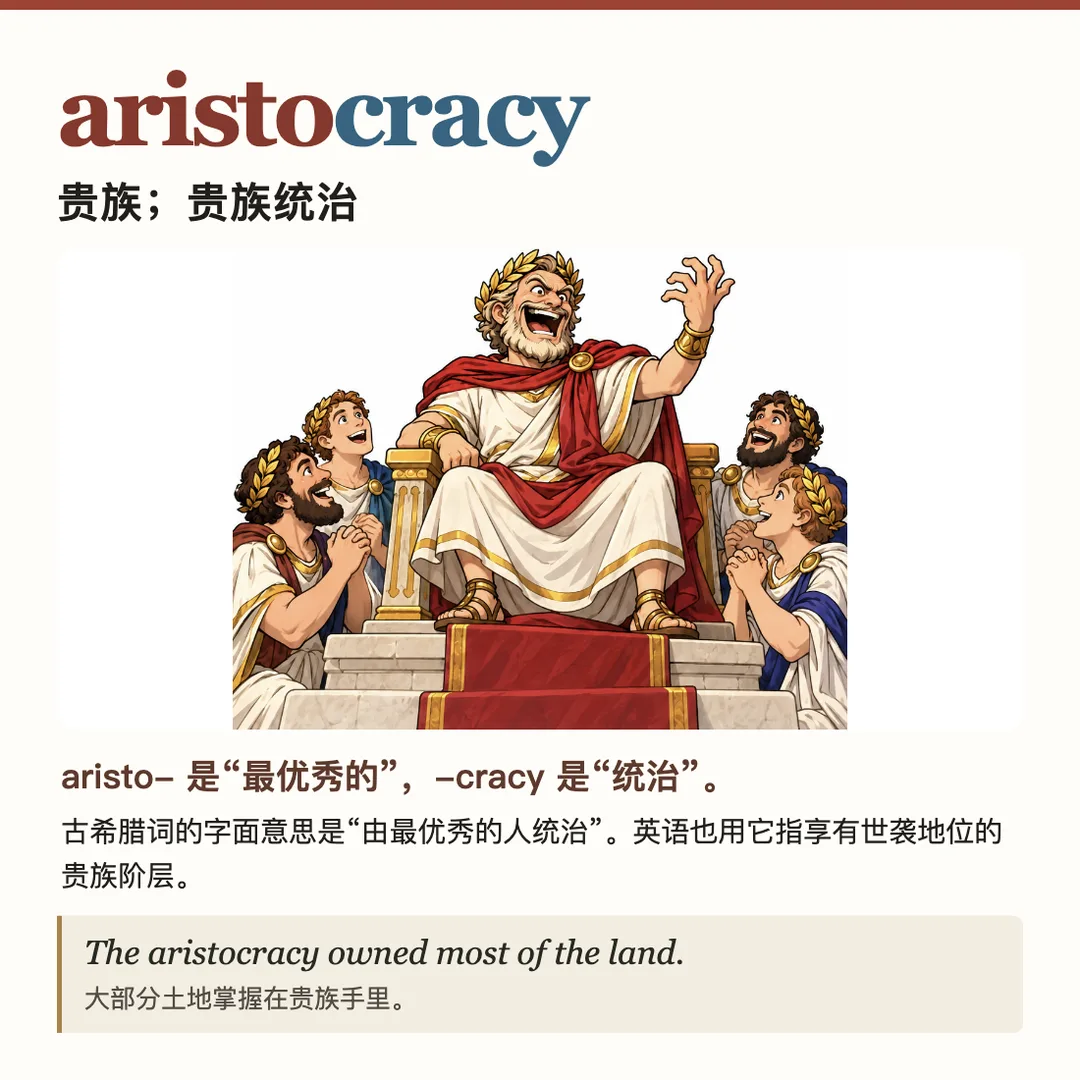 aristocracy
贵族；贵族统治
aristo– 是“最优秀的”，–cracy 是“统治”。
古希腊词的字面意思是“由最优秀的人统治”。英语也用它指享有世袭地位的
贵族阶层。
The aristocracy owned most of the land.
大部分土地掌握在贵族手里。